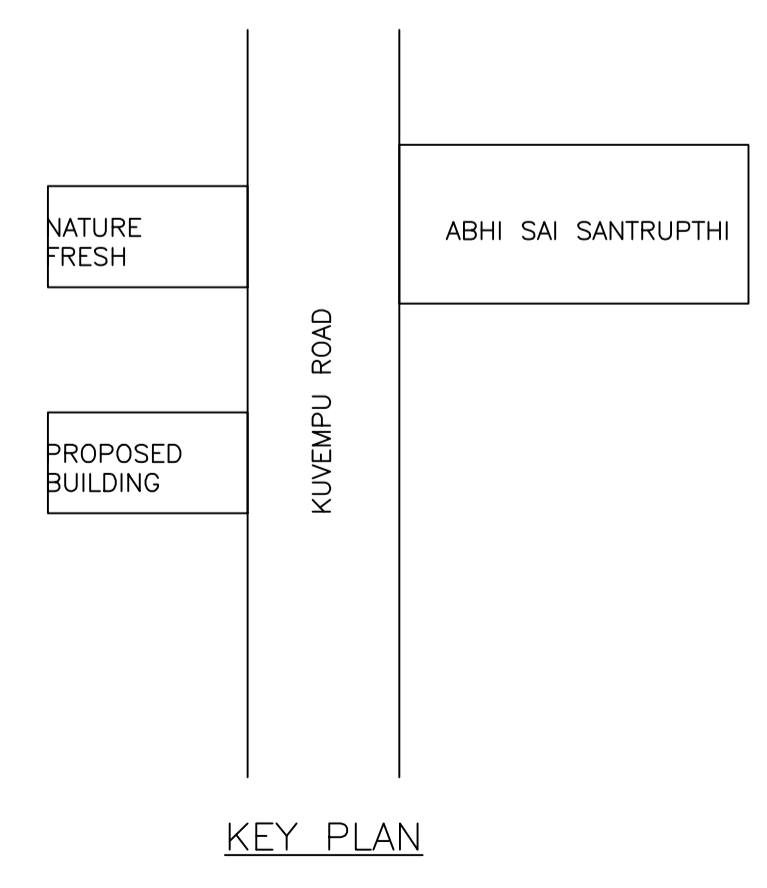 NATURE
FRESH
ABHI SAI SANTRUPTHI
KUVEMPU ROAD
PROPOSED
BUILDING
KEY PLAN